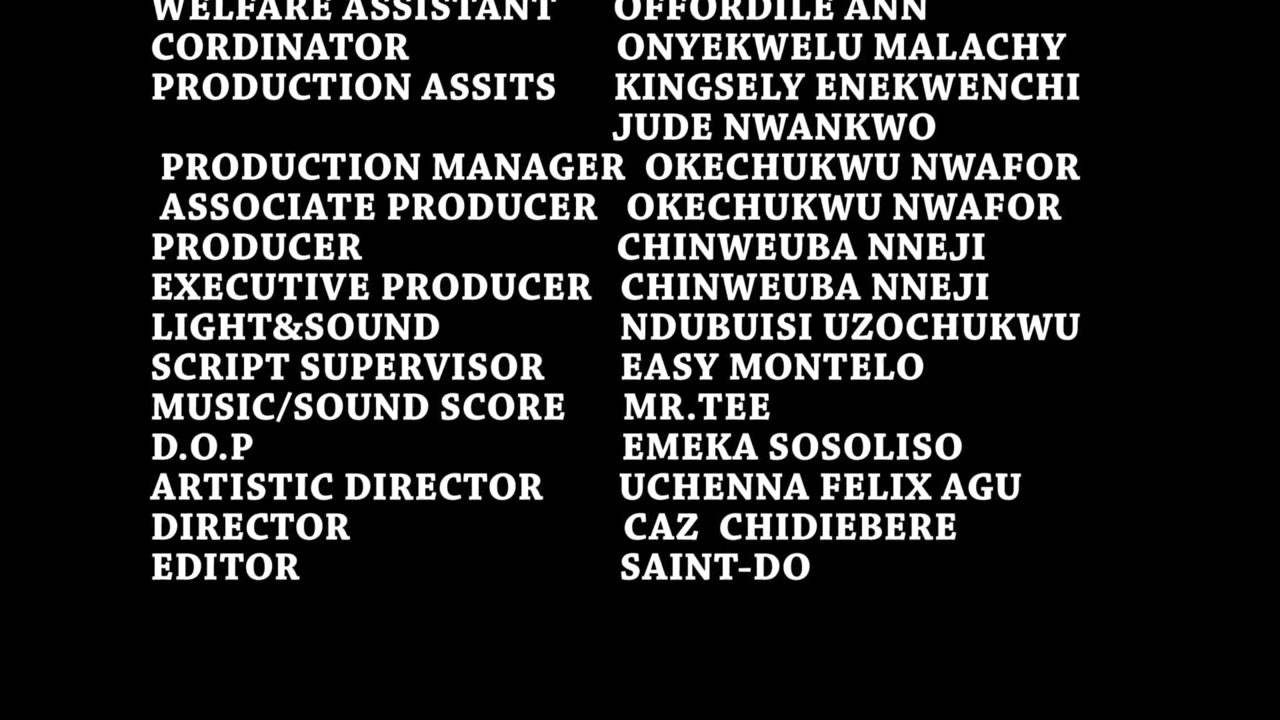 WELFARE ASSISTANT OFFORDILE ANN
CORDINATOR ONYEKWELU MALACHY
PRODUCTION ASSITS KINGSELY ENEKWENCHI
JUDE NWANKWO
PRODUCTION MANAGER OKECHUKWU NWAFOR
ASSOCIATE PRODUCER OKECHUKWU NWAFOR
PRODUCER CHINWEUBA NNEJI
EXECUTIVE PRODUCER CHINWEUBA NNEJI
LIGHT&SOUND NDUBUISI UZOCHUKWU
SCRIPT SUPERVISOR EASY MONTELO
MUSIC/SOUND SCORE MR.TEE
D.O.P EMEKA SOSOLISO
ARTISTIC DIRECTOR UCHENNA FELIX AGU
DIRECTOR CAZ CHIDIEBERE
EDITOR SAINT-DO